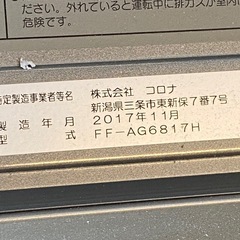 ださい。外れていると運転中に排ガスが室内
危険です。
特定製造事業者等名 株式会社 コロナ
新潟県三条市東新保7番7号
製造年月 2017年11月
型式 FF-AG6817H